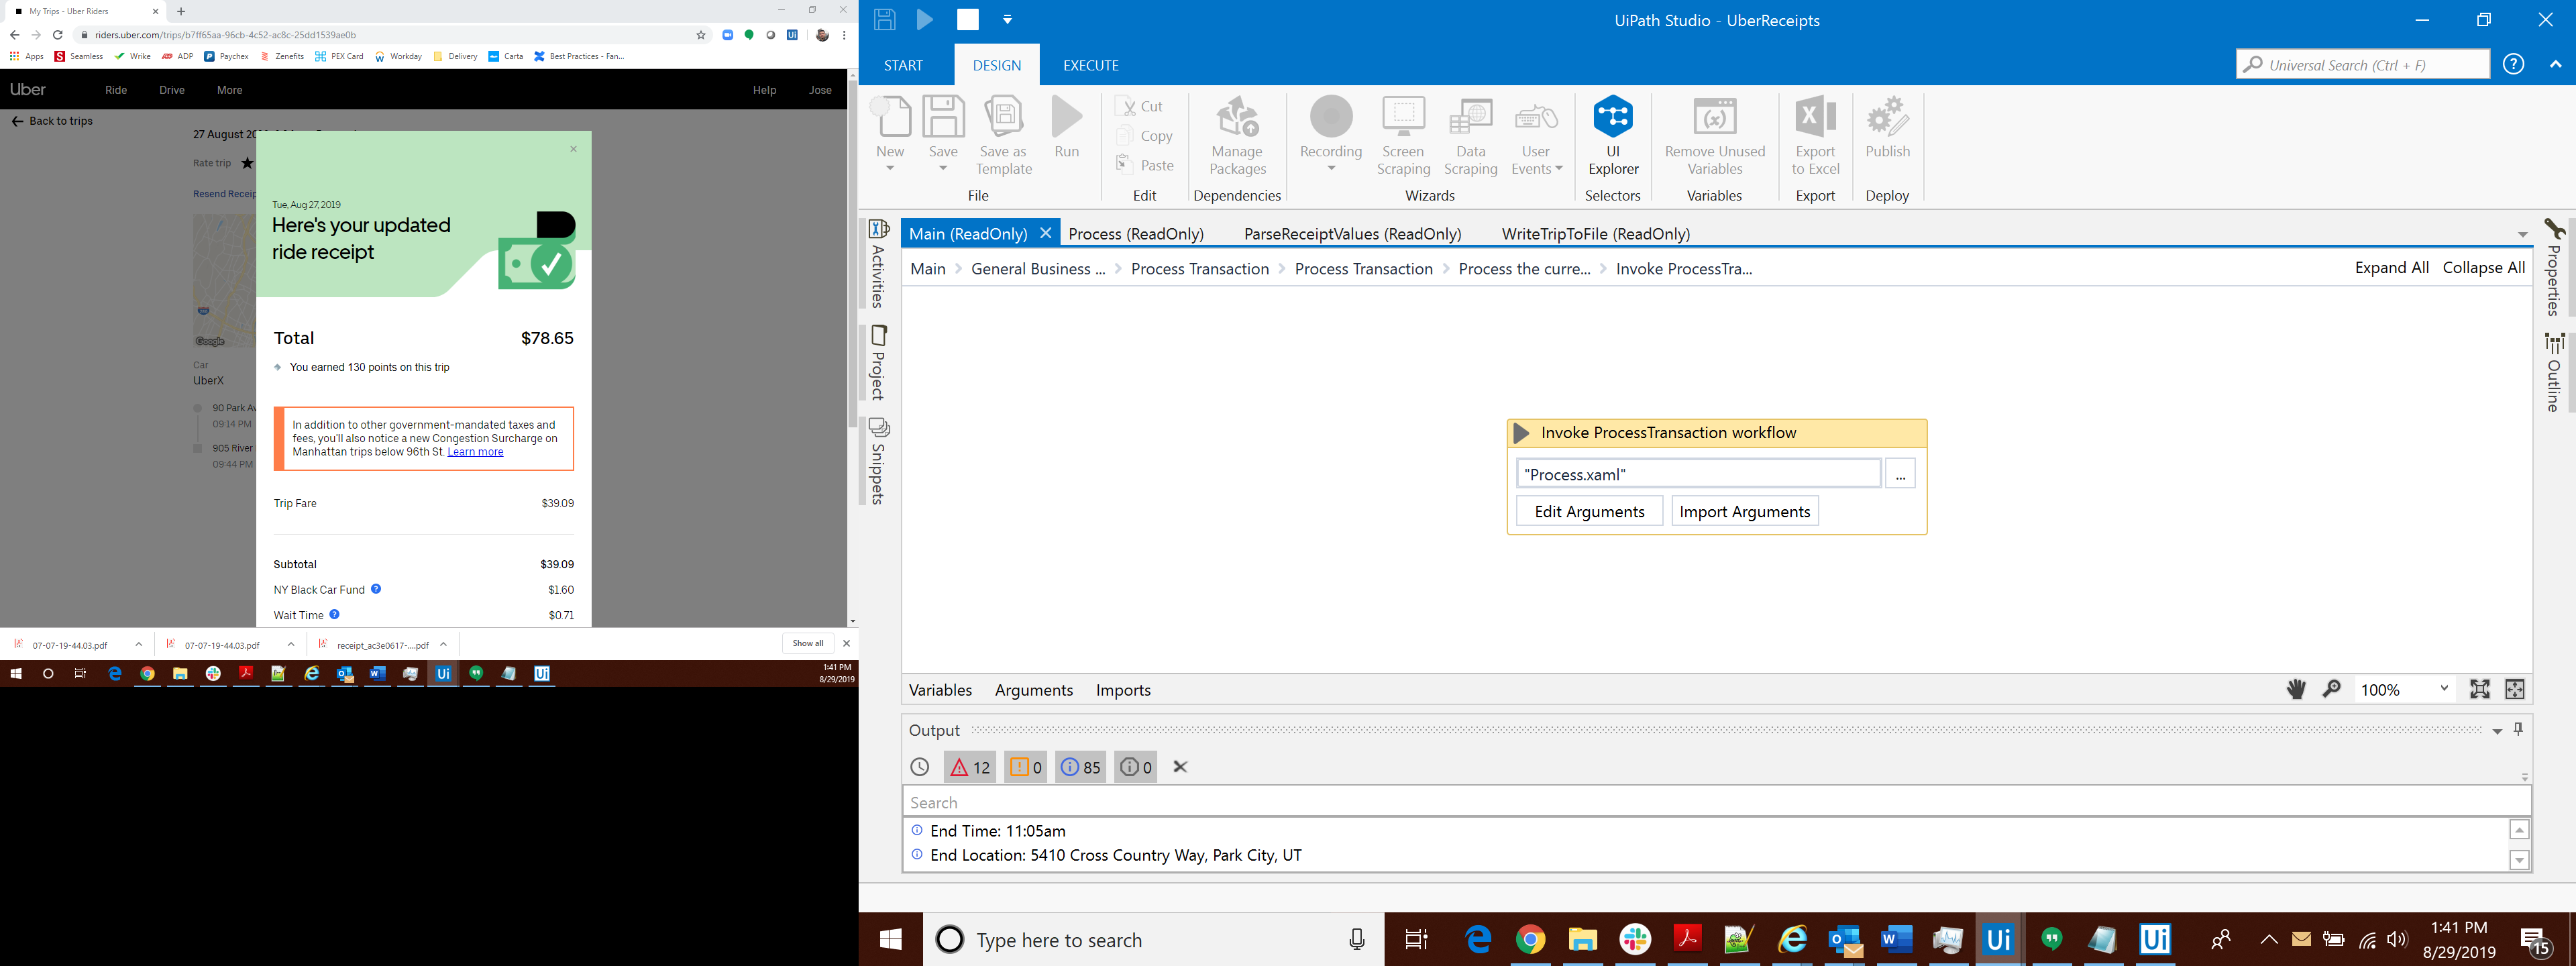 My Trips - Uber Riders
riders.uber.com/trips/b7ff65aa-96cb-4c52-ac8c-25dd1539ae0b
Apps Seamless Wrike ADP Paychex Zenefits PEX Card Workday Delivery Carta Best Practices - Fan...
Uber Ride Drive More Help Jose
Back to trips
27 August 20
Rate trip
Resend Receip
Google
Car
UberX
90 Park Av
09:14 PM
905 River
09:44 PM
Tue, Aug 27, 2019
Here's your updated
ride receipt
Total $78.65
You earned 130 points on this trip
In addition to other government-mandated taxes and
fees, you'll also notice a new Congestion Surcharge on
Manhattan trips below 96th St. Learn more
Trip Fare $39.09
Subtotal $39.09
NY Black Car Fund $1.60
Wait Time $0.71
07-07-19-44.03.pdf 07-07-19-44.03.pdf receipt_ac3e0617-....pdf Show all
1:41 PM
8/29/2019
UiPath Studio - UberReceipts
START DESIGN EXECUTE
Universal Search (Ctrl + F)
New
Save
Save as
Template
Run
File
Cut
Copy
Paste
Edit
Manage
Packages
Dependencies
Recording
Screen
Scraping
Data
Scraping
User
Events
Wizards
UI
Explorer
Selectors
Remove Unused
Variables
Variables
Export
to Excel
Export
Publish
Deploy
Activities
Project
Snippets
Main (ReadOnly) Process (ReadOnly) ParseReceiptValues (ReadOnly) WriteTripToFile (ReadOnly)
Main General Business ... Process Transaction Process Transaction Process the curre... Invoke ProcessTra...
Expand All Collapse All
Properties
Outline
Invoke ProcessTransaction workflow
"Process.xaml" ...
Edit Arguments Import Arguments
Variables Arguments Imports
100%
Output
12 0 85 0
Search
End Time: 11:05am
End Location: 5410 Cross Country Way, Park City, UT
Type here to search
1:41 PM
8/29/2019
15